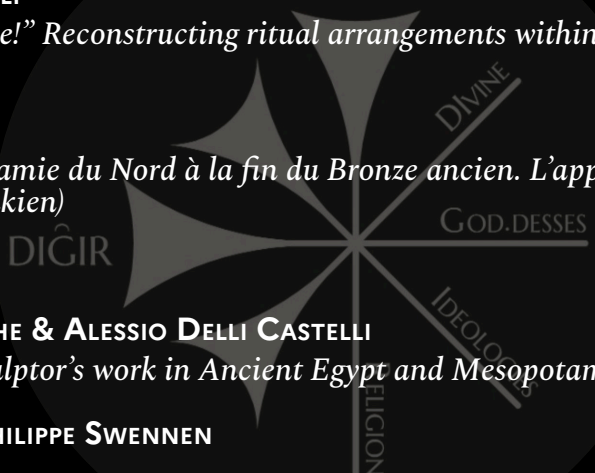 e!” Reconstructing ritual arrangements within
DIVINE
amie du Nord à la fin du Bronze ancien. L’app
kien)
GOD.DESSES
DIĜIR
IDEOLOGIES
HE & ALESSIO DELLI CASTELLI
ulptor’s work in Ancient Egypt and Mesopotam
RELIGION
HILIPPE SWENNEN